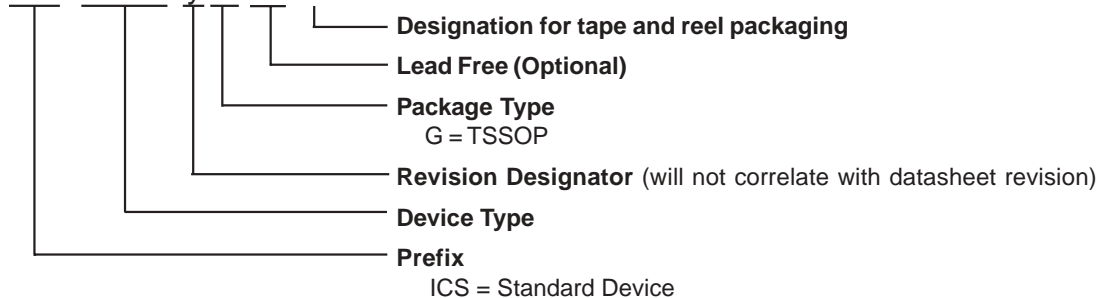 Designation for tape and reel packaging
Lead Free (Optional)
Package Type
G = TSSOP
Revision Designator (will not correlate with datasheet revision)
Device Type
Prefix
ICS = Standard Device